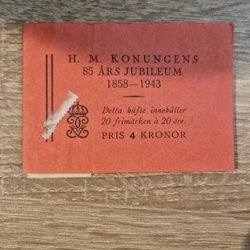 H. M. KONUNGENS
85 ÅRS JUBILEUM
1858—1943
Detta häfte innehåller
20 frimärken à 20 öre.
PRIS 4 KRONOR